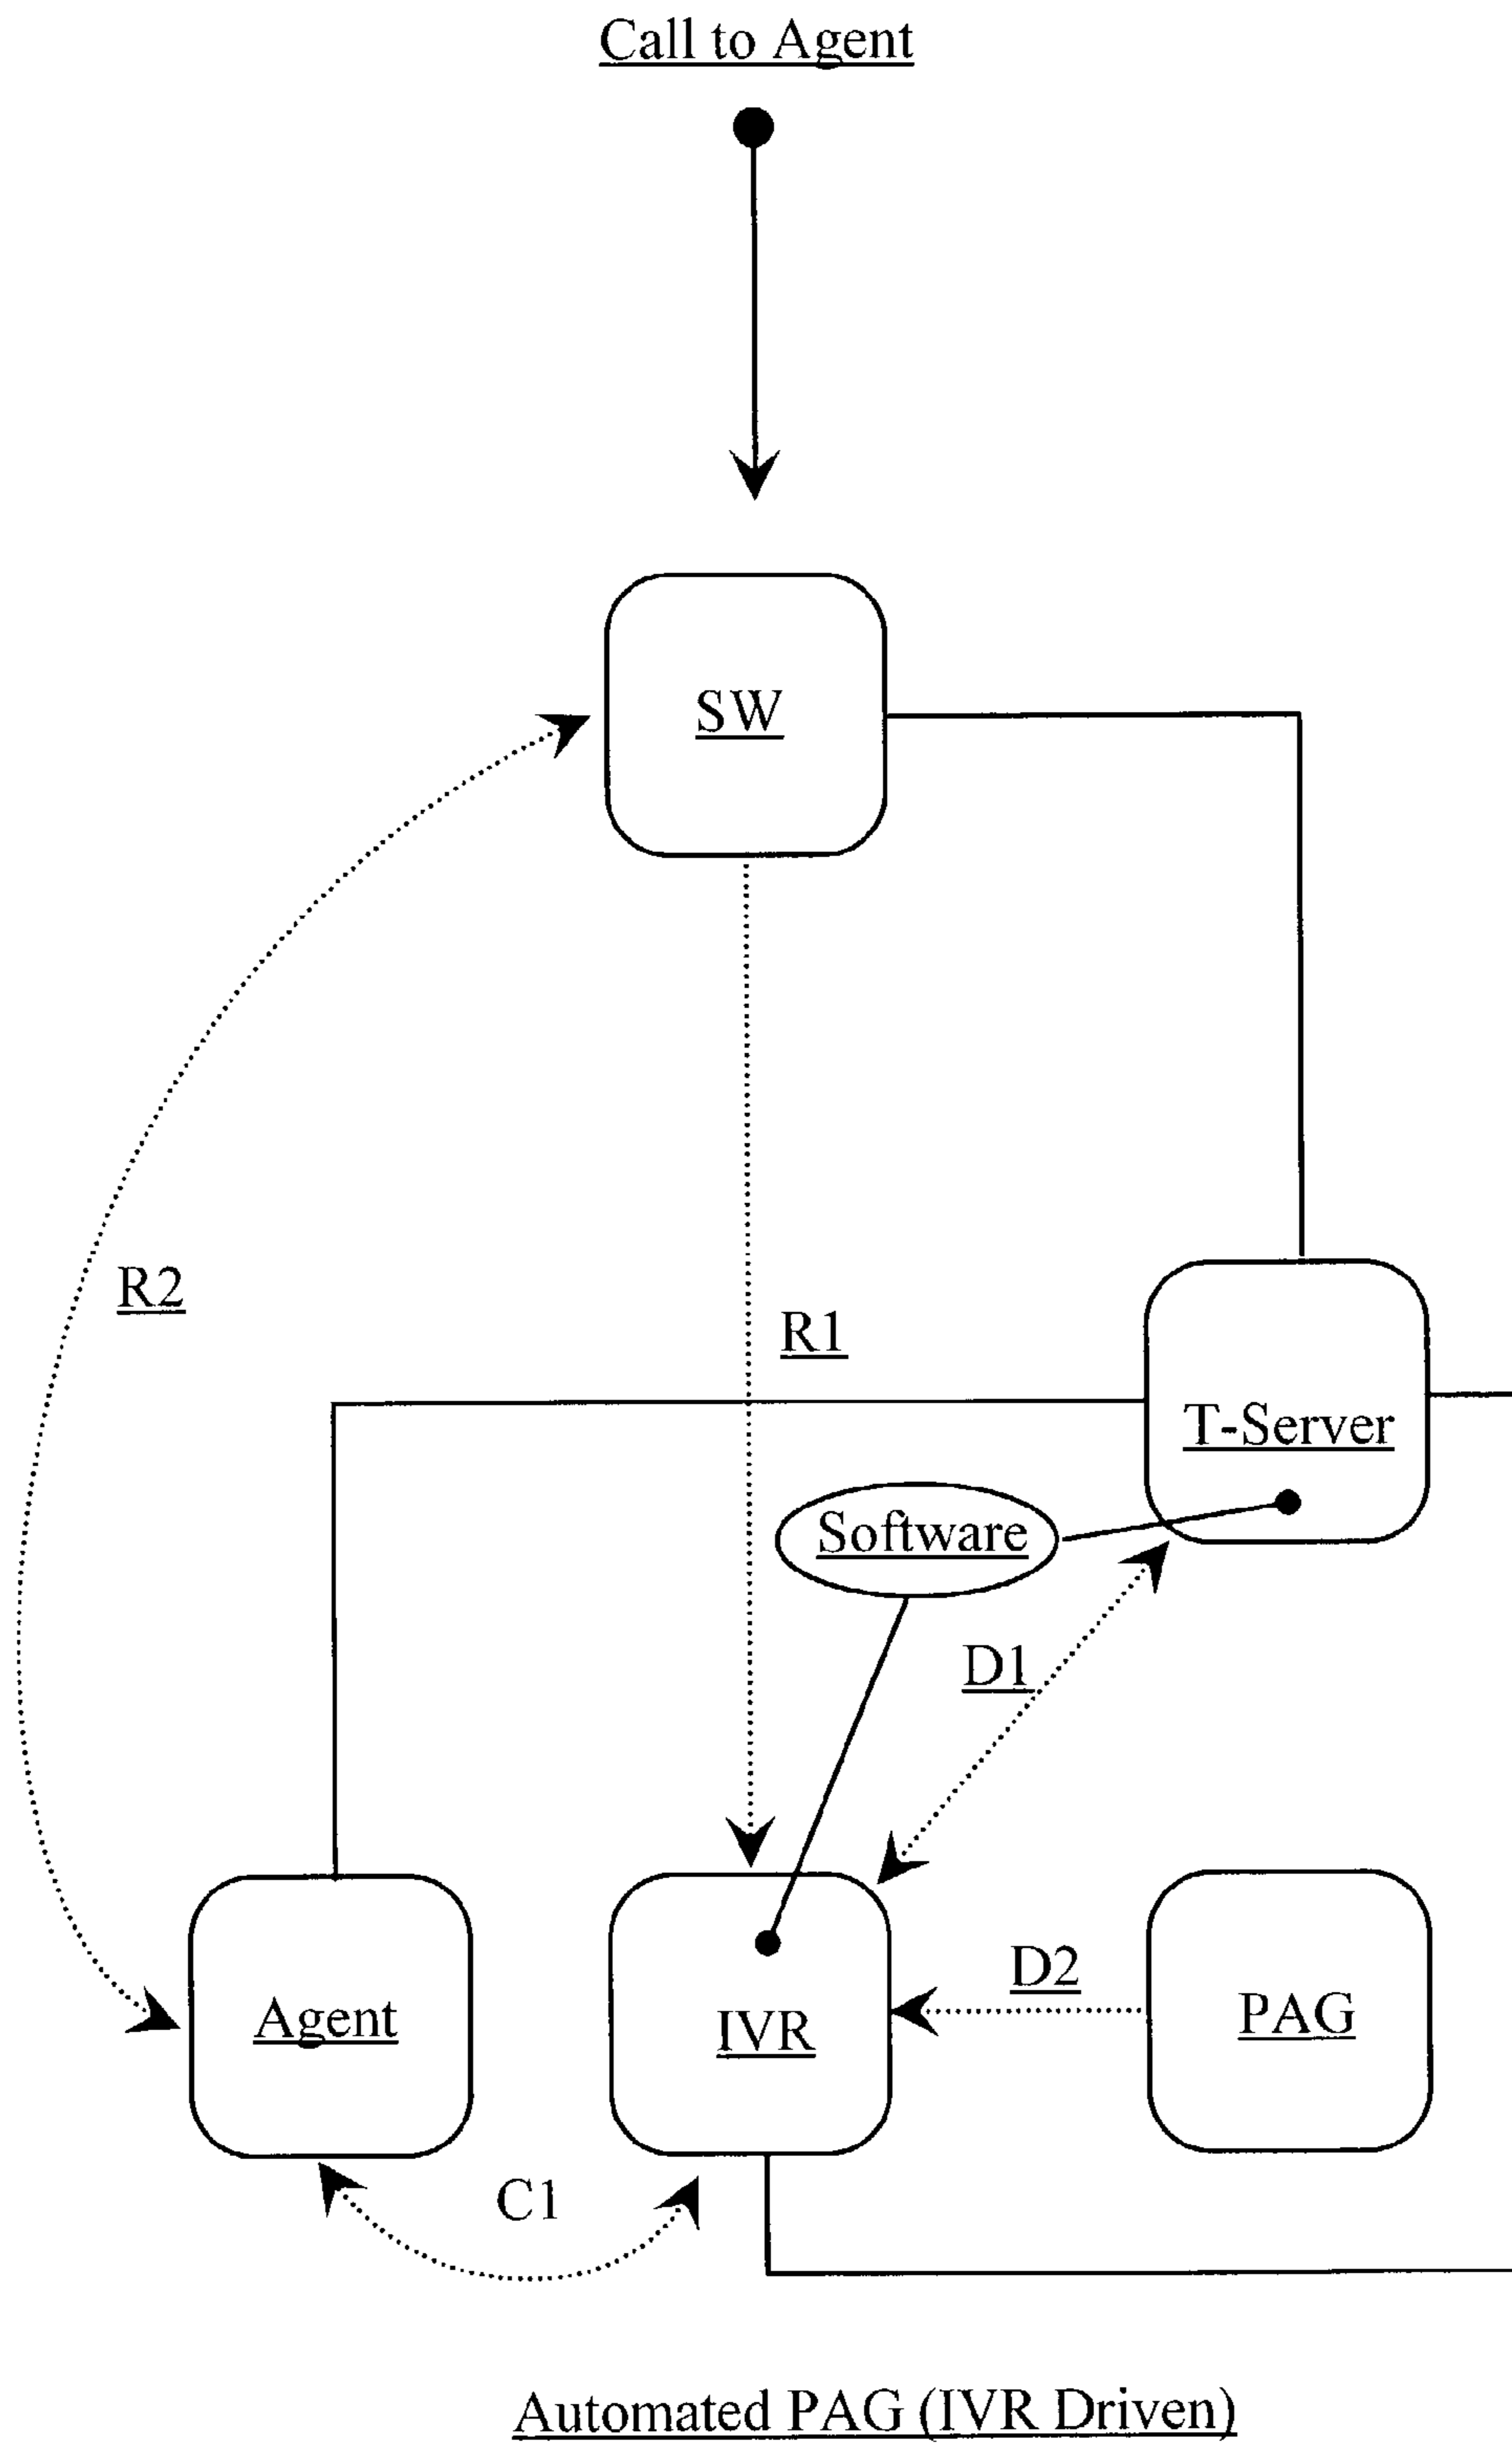 Call to Agent
SW
R2
R1
T-Server
Software
D1
D2
Agent
IVR
PAG
C1
Automated PAG (IVR Driven)